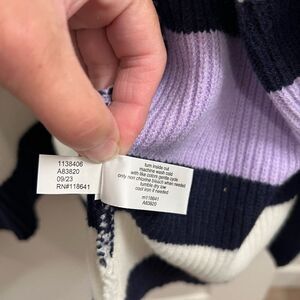 1138406
A83820
09/23
RN#118641
turn inside out
machine wash cold
with like colors gentle cycle
only non chlorine bleach when needed
tumble dry low
cool iron if needed
m118641
A83820